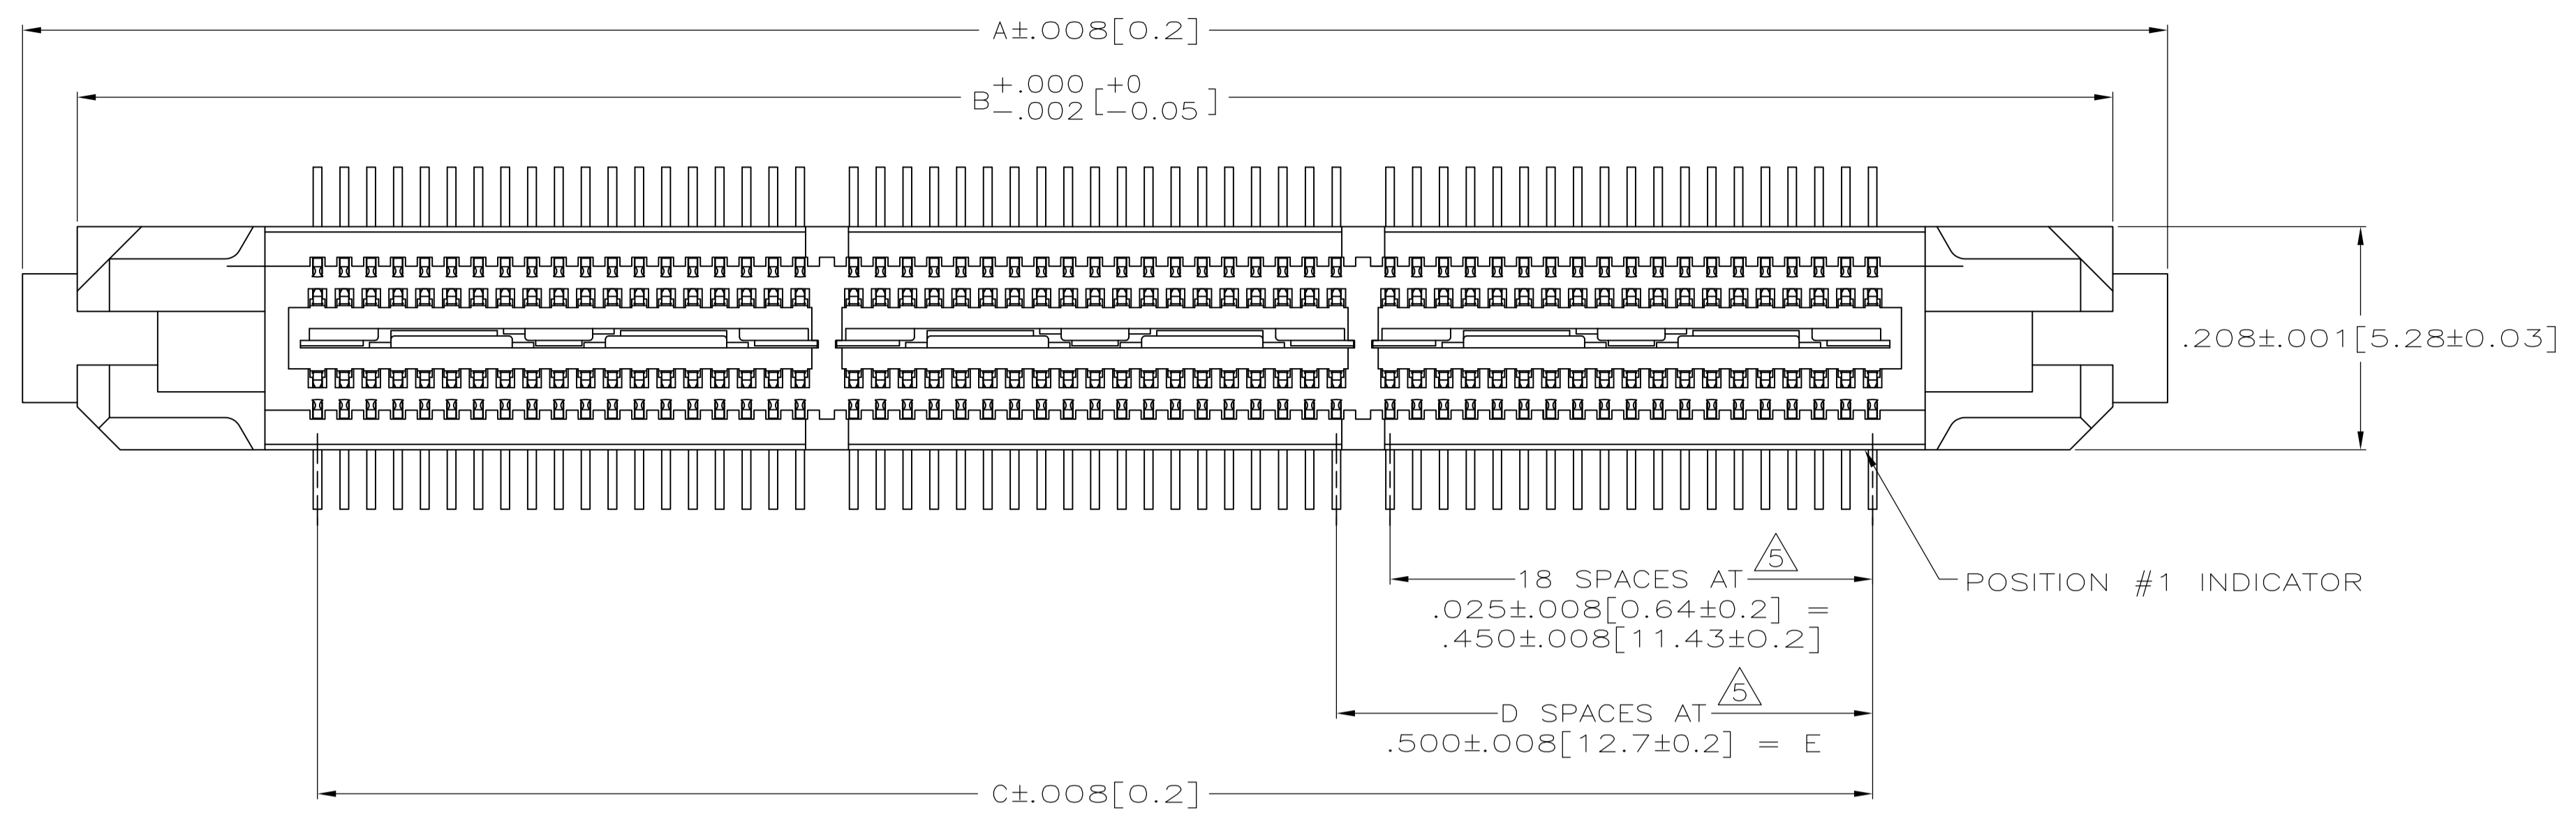 A±.008[0.2]
B+.000 -.002 [+0 -0.05]
.208±.001[5.28±0.03]
5
18 SPACES AT
.025±.008[0.64±0.2] =
.450±.008[11.43±0.2]
POSITION #1 INDICATOR
5
D SPACES AT
.500±.008[12.7±0.2] = E
C±.008[0.2]